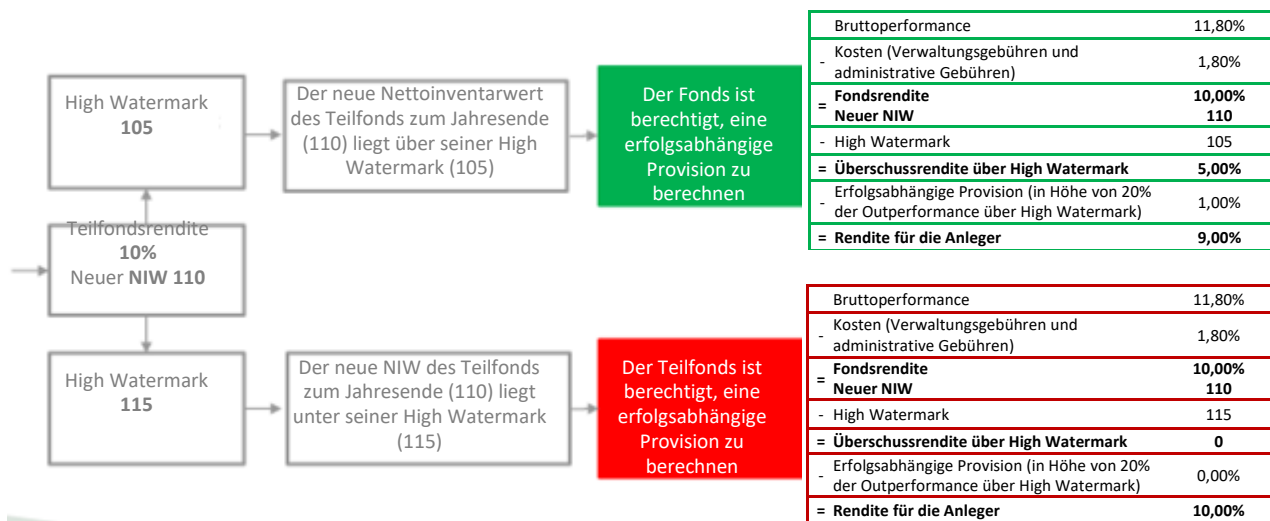 High Watermark
105
Der neue Nettoinventarwert
des Teilfonds zum Jahresende
(110) liegt über seiner High
Watermark (105)
Der Fonds ist
berechtigt, eine
erfolgsabhängige
Provision zu
berechnen
Bruttoperformance 11,80%
- Kosten (Verwaltungsgebühren und
administrative Gebühren) 1,80%
= Fondsrendite 10,00%
Neuer NIW 110
- High Watermark 105
= Überschussrendite über High Watermark 5,00%
- Erfolgsabhängige Provision (in Höhe von 20%
der Outperformance über High Watermark) 1,00%
= Rendite für die Anleger 9,00%
Teilfondsrendite
10%
Neuer NIW 110
High Watermark
115
Der neue NIW des Teilfonds
zum Jahresende (110) liegt
unter seiner High Watermark
(115)
Der Teilfonds ist
berechtigt, eine
erfolgsabhängige
Provision zu
berechnen
Bruttoperformance 11,80%
- Kosten (Verwaltungsgebühren und
administrative Gebühren) 1,80%
= Fondsrendite 10,00%
Neuer NIW 110
- High Watermark 115
= Überschussrendite über High Watermark 0
- Erfolgsabhängige Provision (in Höhe von 20%
der Outperformance über High Watermark) 0,00%
= Rendite für die Anleger 10,00%